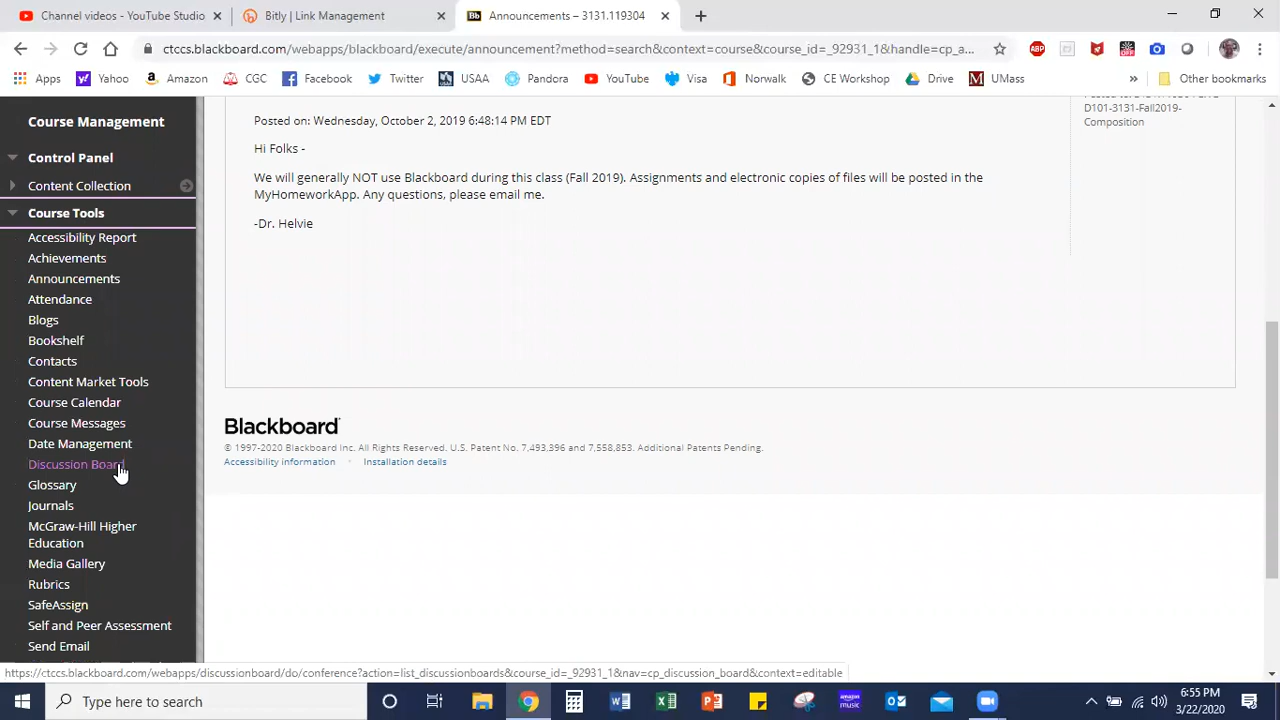 Channel videos - YouTube Studio
Bitly | Link Management
Bb
Announcements – 3131.119304
ctccs.blackboard.com/webapps/blackboard/execute/announcement?method=search&context=course&course_id=_92931_1&handle=cp_a...
ABP
OFF
Apps
Yahoo
Amazon
CGC
Facebook
Twitter
USAA
Pandora
YouTube
Visa
Norwalk
CE Workshop
Drive
M
UMass
»
Other bookmarks
Course Management
Control Panel
Content Collection
Course Tools
Accessibility Report
Achievements
Announcements
Attendance
Blogs
Bookshelf
Contacts
Content Market Tools
Course Calendar
Course Messages
Date Management
Discussion Board
Glossary
Journals
McGraw-Hill Higher
Education
Media Gallery
Rubrics
SafeAssign
Self and Peer Assessment
Send Email
Posted on: Wednesday, October 2, 2019 6:48:14 PM EDT
Hi Folks -
We will generally NOT use Blackboard during this class (Fall 2019). Assignments and electronic copies of files will be posted in the
MyHomeworkApp. Any questions, please email me.
-Dr. Helvie
D101-3131-Fall2019-
Composition
Blackboard
© 1997-2020 Blackboard Inc. All Rights Reserved. U.S. Patent No. 7,493,396 and 7,558,853. Additional Patents Pending.
Accessibility information
Installation details
https://ctccs.blackboard.com/webapps/discussionboard/do/conference?action=list_discussionboards&course_id=_92931_1&nav=cp_discussion_board&context=editable
Type here to search
amazon
music
6:55 PM
3/22/2020